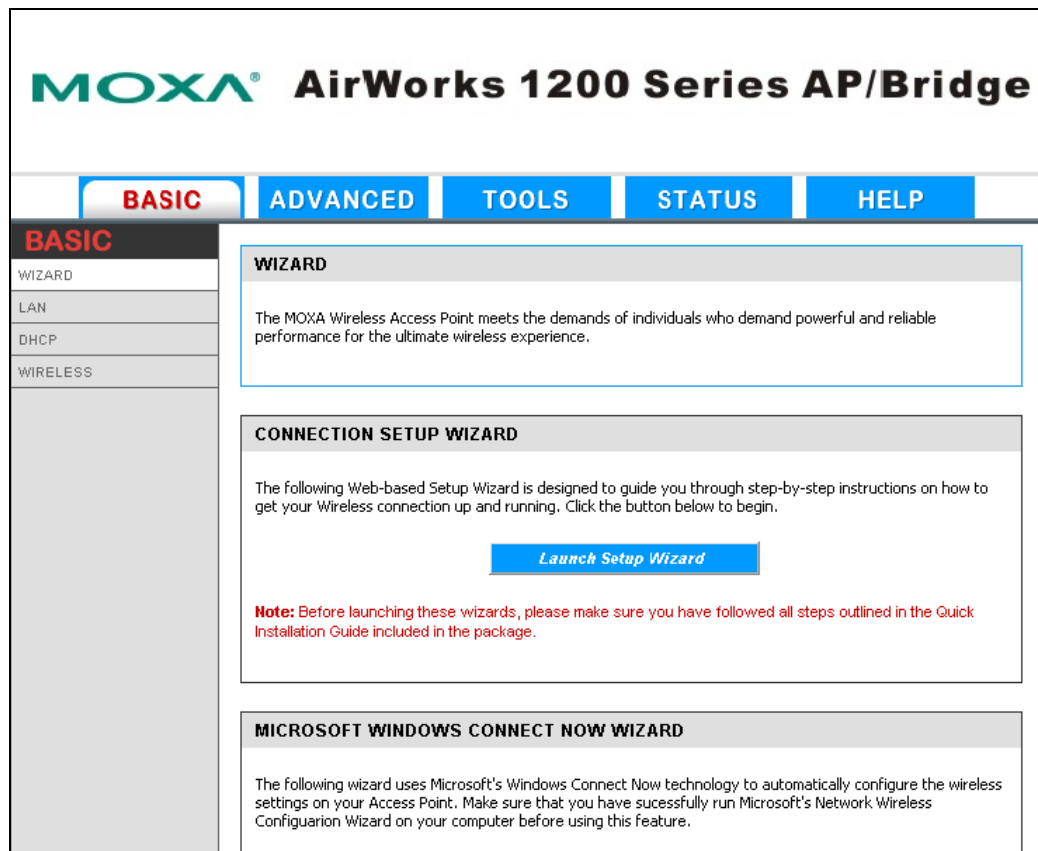 MOXA® AirWorks 1200 Series AP/Bridge
BASIC ADVANCED TOOLS STATUS HELP
BASIC
WIZARD
LAN
DHCP
WIRELESS
WIZARD
The MOXA Wireless Access Point meets the demands of individuals who demand powerful and reliable
performance for the ultimate wireless experience.
CONNECTION SETUP WIZARD
The following Web-based Setup Wizard is designed to guide you through step-by-step instructions on how to
get your Wireless connection up and running. Click the button below to begin.
Launch Setup Wizard
Note: Before launching these wizards, please make sure you have followed all steps outlined in the Quick
Installation Guide included in the package.
MICROSOFT WINDOWS CONNECT NOW WIZARD
The following wizard uses Microsoft's Windows Connect Now technology to automatically configure the wireless
settings on your Access Point. Make sure that you have sucessfully run Microsoft's Network Wireless
Configuarion Wizard on your computer before using this feature.